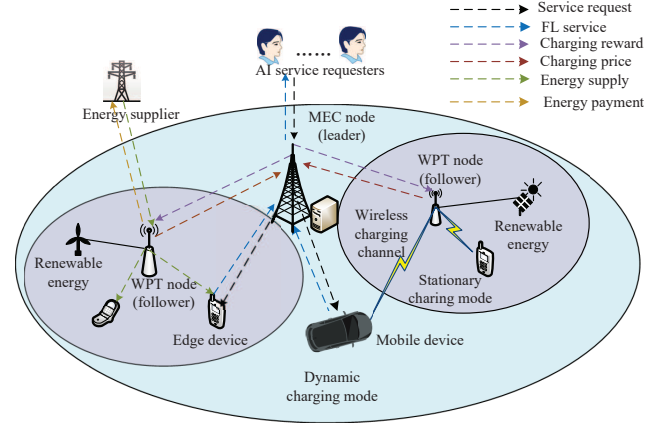 Service request
FL service
Charging reward
Charging price
Energy supply
Energy payment
......
AI service requesters
Energy supplier
MEC node
(leader)
WPT node
(follower)
Renewable
energy
Wireless
charging
channel
Stationary
charing mode
Renewable
energy
WPT node
(follower)
Edge device
Mobile device
Dynamic
charging mode